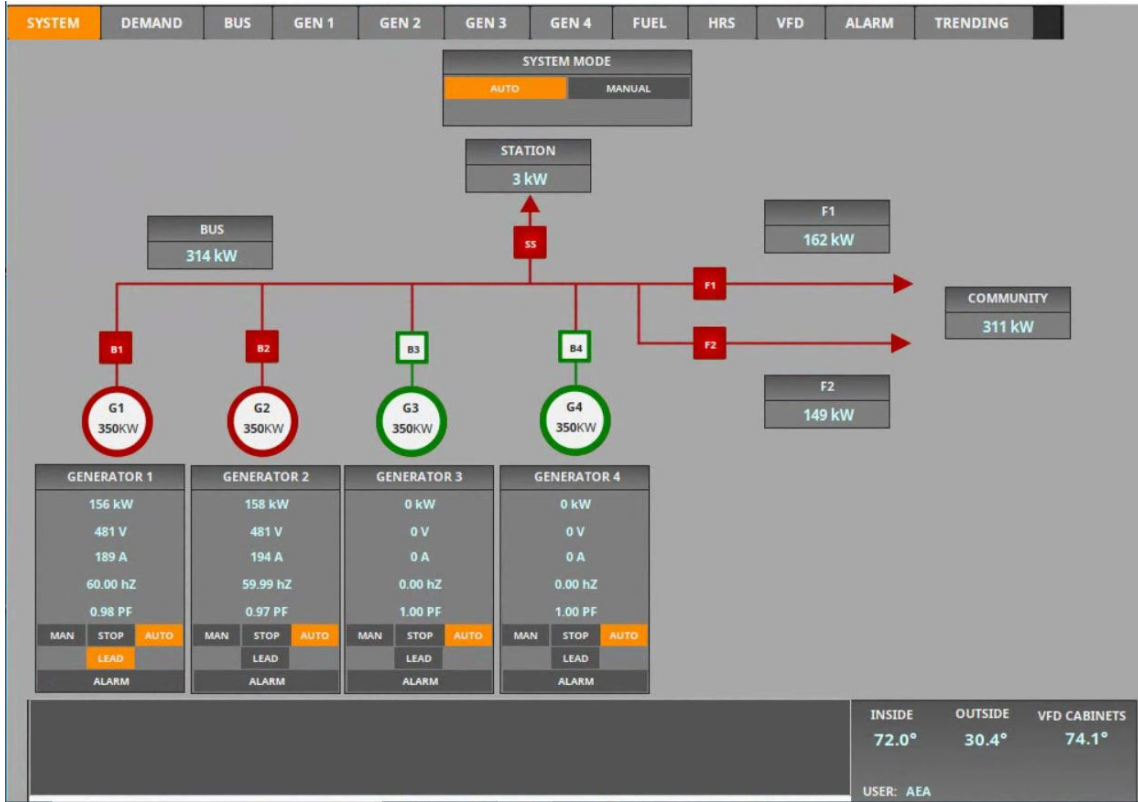 SYSTEM DEMAND BUS GEN 1 GEN 2 GEN 3 GEN 4 FUEL HRS VFD ALARM TRENDING
SYSTEM MODE
AUTO MANUAL
STATION
3 kW
SS
BUS
314 kW
F1
162 kW
F1
COMMUNITY
311 kW
F2
F2
149 kW
B1 B2 B3 B4
G1 G2 G3 G4
350KW 350KW 350KW 350KW
GENERATOR 1 GENERATOR 2 GENERATOR 3 GENERATOR 4
156 kW 158 kW 0 kW 0 kW
481 V 481 V 0 V 0 V
189 A 194 A 0 A 0 A
60.00 hZ 59.99 hZ 0.00 hZ 0.00 hZ
0.98 PF 0.97 PF 1.00 PF 1.00 PF
MAN STOP AUTO MAN STOP AUTO MAN STOP AUTO MAN STOP AUTO
LEAD LEAD LEAD LEAD
ALARM ALARM ALARM ALARM
INSIDE OUTSIDE VFD CABINETS
72.0° 30.4° 74.1°
USER: AEA